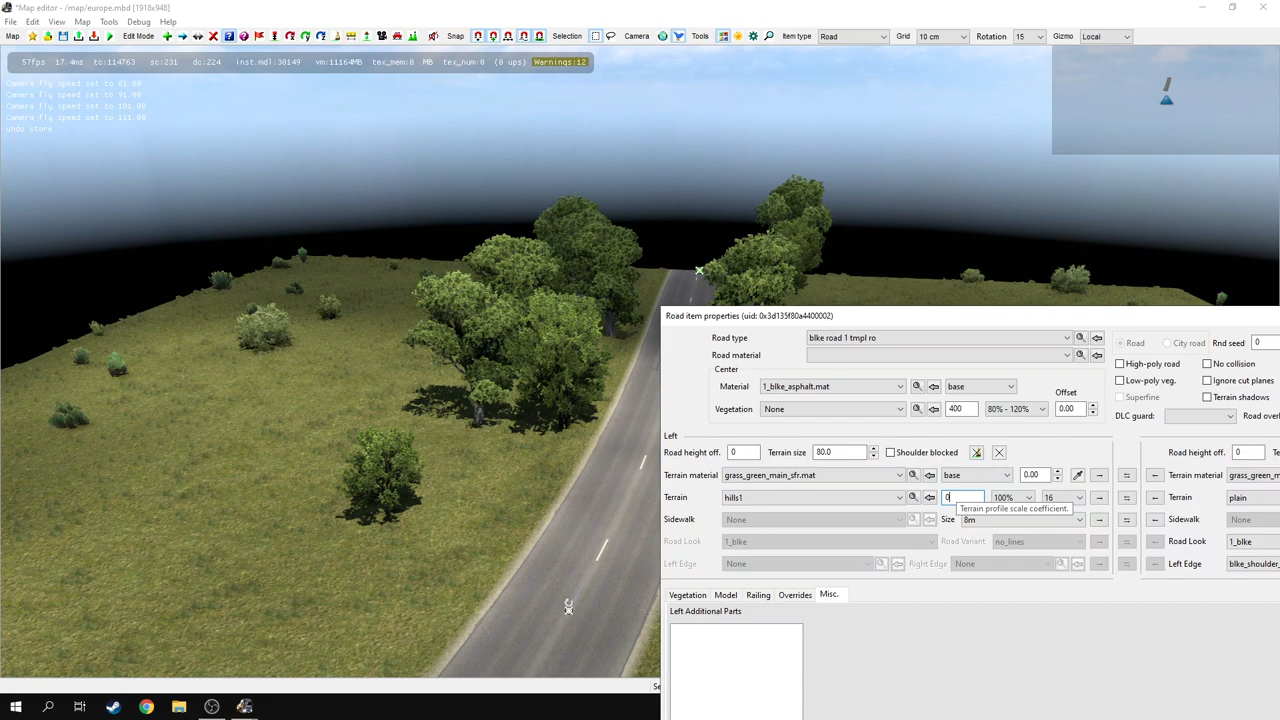 *Map editor - /map/europe.mbd [1918x948]
File Edit View Map Tools Debug Help
Map Edit Mode Snap Selection Camera Tools Item type Road Grid 10 cm Rotation 15 Gizmo Local
57fps 17.4ms tc:114763 sc:231 dc:224 inst.mdl:30149 vm:11164MB tex_mem:0 MB tex_num:0 (0 ups) Warnings:12
Camera fly speed set to 81.00
Camera fly speed set to 91.00
Camera fly speed set to 101.00
Camera fly speed set to 111.00
undo store
Road item properties (uid: 0x3d135f80a4400002)
Road type blke road 1 tmpl ro Road City road Rnd seed 0
Road material
Center High-poly road No collision
Material 1_blke_asphalt.mat base Offset Low-poly veg. Ignore cut planes
Superfine Terrain shadows
Vegetation None 400 80% - 120% 0.00 DLC guard: Road over
Left
Road height off. 0 Terrain size 80.0 Shoulder blocked Road height off. 0
Terrain material grass_green_main_sfr.mat base 0.00 Terrain material grass_green_m
Terrain hills1 0 100% 16 Terrain plain
Terrain profile scale coefficient.
Sidewalk None Size 8m Sidewalk None
Road Look 1_blke Road Variant no_lines Road Look 1_blke
Left Edge None Right Edge None Left Edge blke_shoulder_
Vegetation Model Railing Overrides Misc.
Left Additional Parts
Se